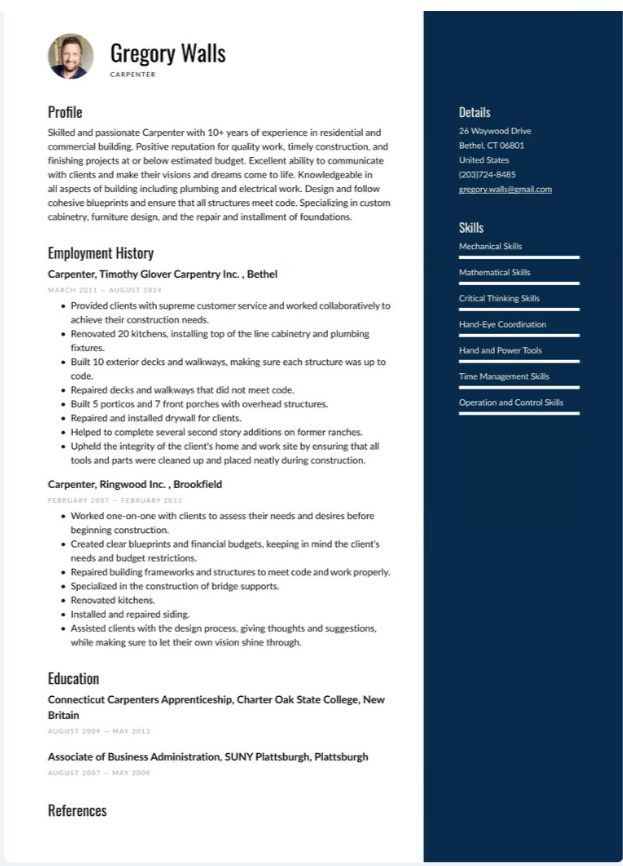 Gregory Walls
CARPENTER
Profile
Skilled and passionate Carpenter with 10+ years of experience in residential and
commercial building. Positive reputation for quality work, timely construction, and
finishing projects at or below estimated budget. Excellent ability to communicate
with clients and make their visions and dreams come to life. Knowledgeable in
all aspects of building including plumbing and electrical work. Design and follow
cohesive blueprints and ensure that all structures meet code. Specializing in custom
cabinetry, furniture design, and the repair and installment of foundations.
Employment History
Carpenter, Timothy Glover Carpentry Inc. , Bethel
MARCH 2011 — AUGUST 2019
• Provided clients with supreme customer service and worked collaboratively to
achieve their construction needs.
• Renovated 20 kitchens, installing top of the line cabinetry and plumbing
fixtures.
• Built 10 exterior decks and walkways, making sure each structure was up to
code.
• Repaired decks and walkways that did not meet code.
• Built 5 porticos and 7 front porches with overhead structures.
• Repaired and installed drywall for clients.
• Helped to complete several second story additions on former ranches.
• Upheld the integrity of the client's home and work site by ensuring that all
tools and parts were cleaned up and placed neatly during construction.
Carpenter, Ringwood Inc. , Brookfield
FEBRUARY 2007 — FEBRUARY 2011
• Worked one-on-one with clients to assess their needs and desires before
beginning construction.
• Created clear blueprints and financial budgets, keeping in mind the client's
needs and budget restrictions.
• Repaired building frameworks and structures to meet code and work properly.
• Specialized in the construction of bridge supports.
• Renovated kitchens.
• Installed and repaired siding.
• Assisted clients with the design process, giving thoughts and suggestions,
while making sure to let their own vision shine through.
Education
Connecticut Carpenters Apprenticeship, Charter Oak State College, New
Britain
AUGUST 2009 — MAY 2013
Associate of Business Administration, SUNY Plattsburgh, Plattsburgh
AUGUST 2007 — MAY 2009
References
Details
26 Waywood Drive
Bethel, CT 06801
United States
(203)724-8485
gregory.walls@gmail.com
Skills
Mechanical Skills
Mathematical Skills
Critical Thinking Skills
Hand-Eye Coordination
Hand and Power Tools
Time Management Skills
Operation and Control Skills